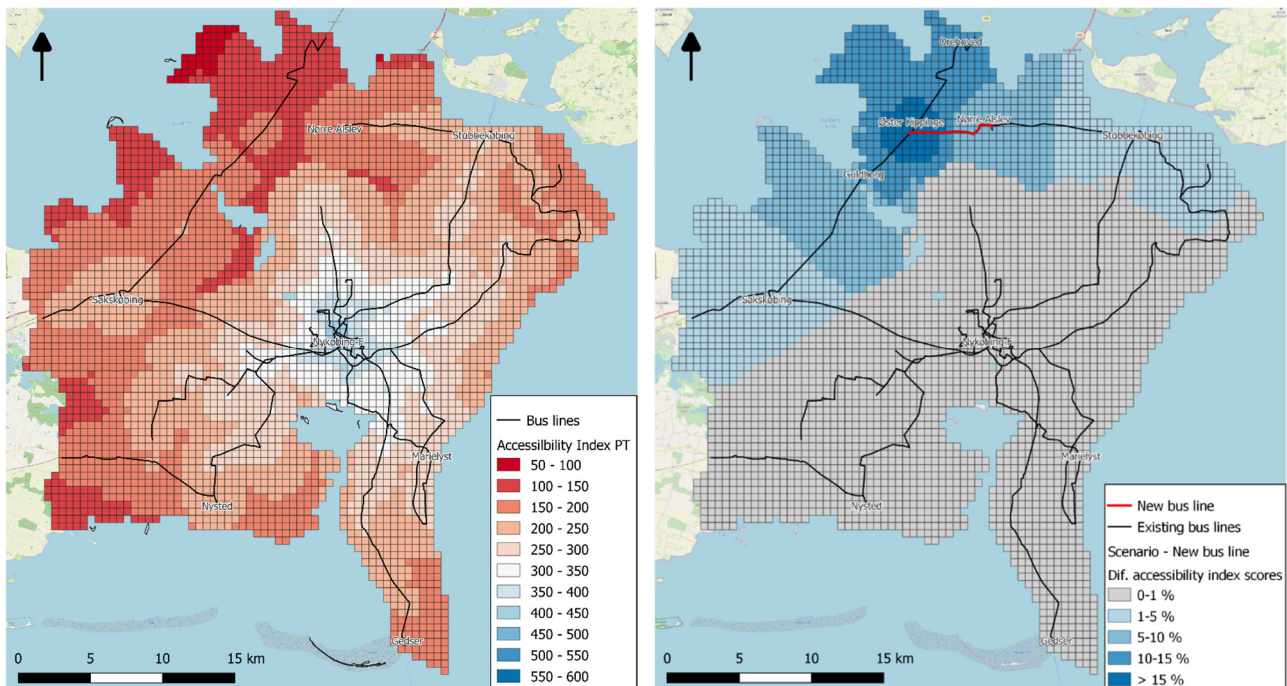 Nørre Alslev
Stubbekøbing
Sakskøbing
Nykøbing F
Marielyst
Nysted
Gedser
Bus lines
Accessilbility Index PT
50 - 100
100 - 150
150 - 200
200 - 250
250 - 300
300 - 350
350 - 400
400 - 450
450 - 500
500 - 550
550 - 600
0 5 10 15 km
Orehoved
Øster Kippinge
Nørre Alslev
Stubbekøbing
Guldborg
Sakskøbing
Nykøbing F
Marielyst
Nysted
Gedser
New bus line
Existing bus lines
Scenario - New bus line
Dif. accessibility index scores
0-1 %
1-5 %
5-10 %
10-15 %
> 15 %
0 5 10 15 km